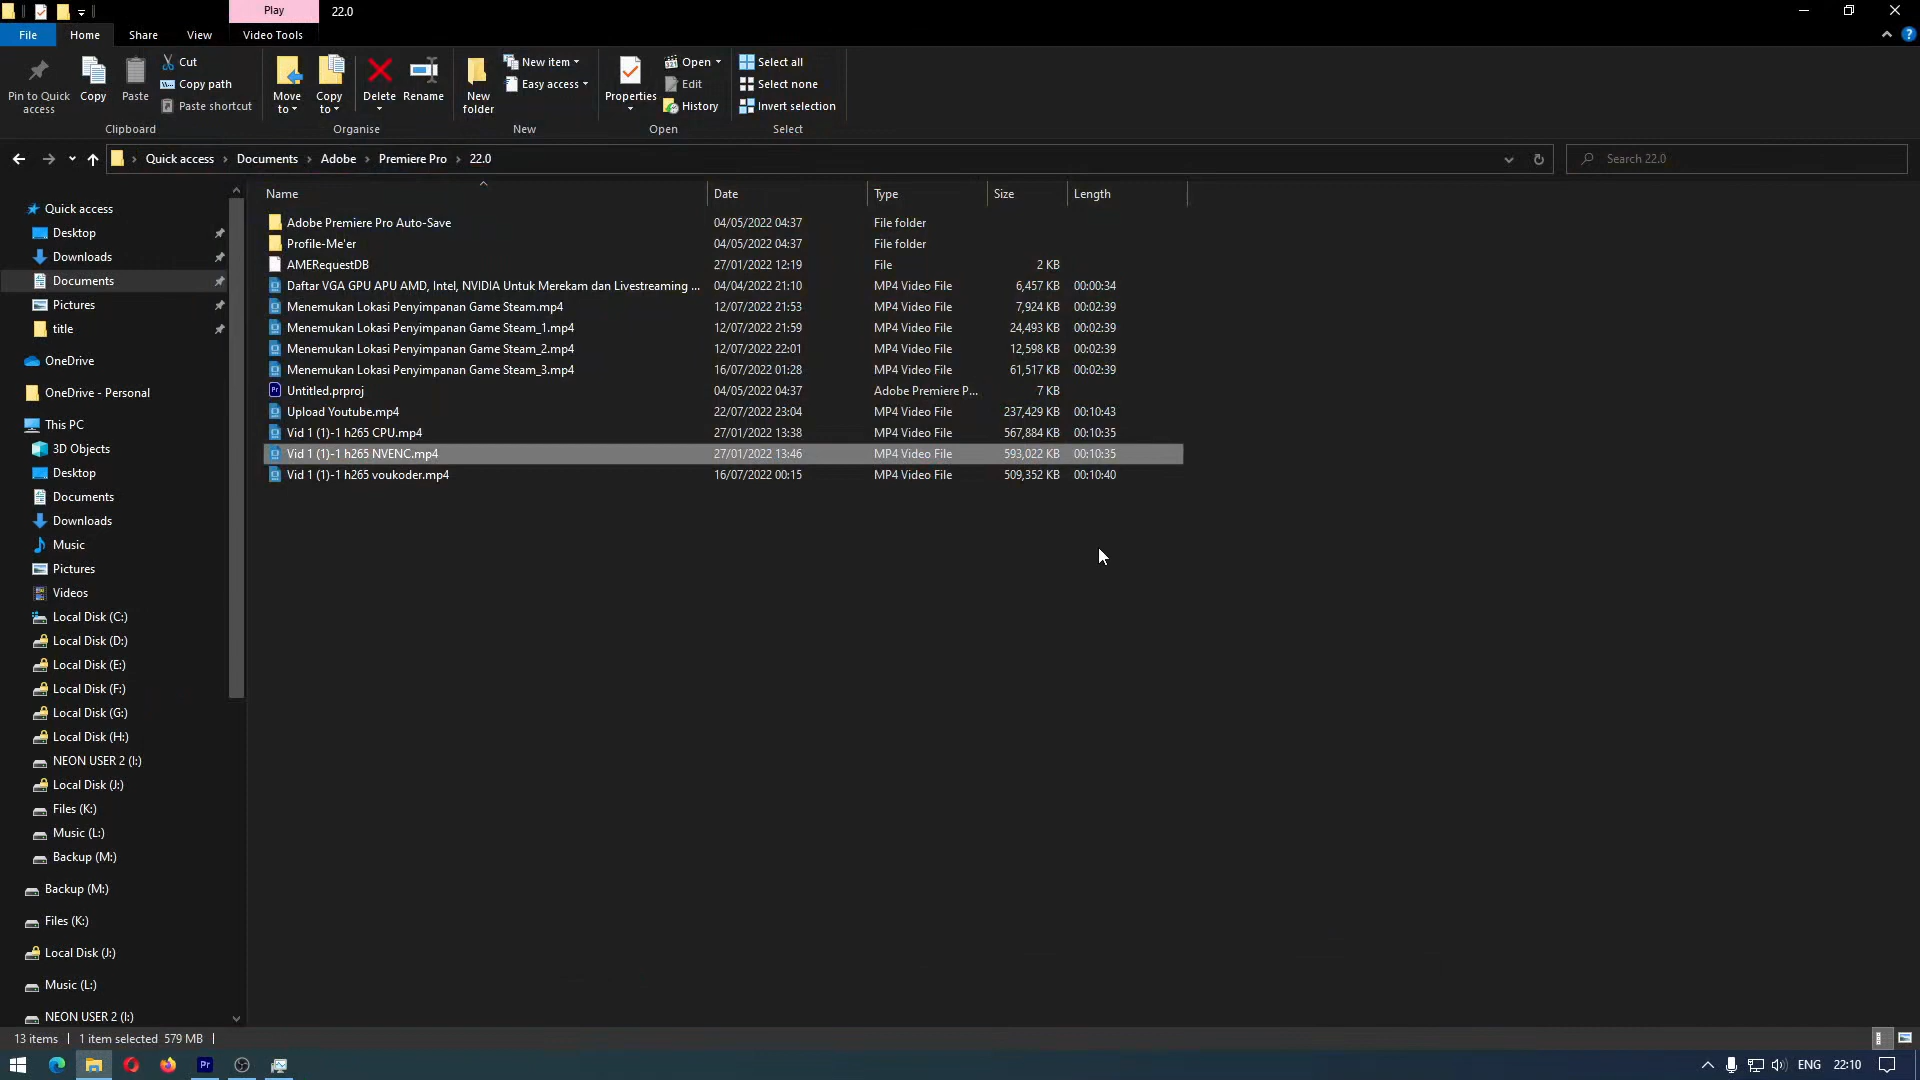 Play 22.0
File Home Share View Video Tools
Pin to Quick access Copy Paste Cut Copy path Paste shortcut Move to Copy to Delete Rename New folder New item Easy access Properties Open Edit History Select all Select none Invert selection
Clipboard Organise New Open Select
Quick access Documents Adobe Premiere Pro 22.0 Search 22.0
Quick access
Desktop
Downloads
Documents
Pictures
title
OneDrive
OneDrive - Personal
This PC
3D Objects
Desktop
Documents
Downloads
Music
Pictures
Videos
Local Disk (C:)
Local Disk (D:)
Local Disk (E:)
Local Disk (F:)
Local Disk (G:)
Local Disk (H:)
NEON USER 2 (I:)
Local Disk (J:)
Files (K:)
Music (L:)
Backup (M:)
Backup (M:)
Files (K:)
Local Disk (J:)
Music (L:)
NEON USER 2 (I:)
Name Date Type Size Length
Adobe Premiere Pro Auto-Save 04/05/2022 04:37 File folder
Profile-Me'er 04/05/2022 04:37 File folder
AMERequestDB 27/01/2022 12:19 File 2 KB
Daftar VGA GPU APU AMD, Intel, NVIDIA Untuk Merekam dan Livestreaming ... 04/04/2022 21:10 MP4 Video File 6,457 KB 00:00:34
Menemukan Lokasi Penyimpanan Game Steam.mp4 12/07/2022 21:53 MP4 Video File 7,924 KB 00:02:39
Menemukan Lokasi Penyimpanan Game Steam_1.mp4 12/07/2022 21:59 MP4 Video File 24,493 KB 00:02:39
Menemukan Lokasi Penyimpanan Game Steam_2.mp4 12/07/2022 22:01 MP4 Video File 12,598 KB 00:02:39
Menemukan Lokasi Penyimpanan Game Steam_3.mp4 16/07/2022 01:28 MP4 Video File 61,517 KB 00:02:39
Untitled.prproj 04/05/2022 04:37 Adobe Premiere P... 7 KB
Upload Youtube.mp4 22/07/2022 23:04 MP4 Video File 237,429 KB 00:10:43
Vid 1 (1)-1 h265 CPU.mp4 27/01/2022 13:38 MP4 Video File 567,884 KB 00:10:35
Vid 1 (1)-1 h265 NVENC.mp4 27/01/2022 13:46 MP4 Video File 593,022 KB 00:10:35
Vid 1 (1)-1 h265 voukoder.mp4 16/07/2022 00:15 MP4 Video File 509,352 KB 00:10:40
13 items 1 item selected 579 MB
Pr ENG 22:10